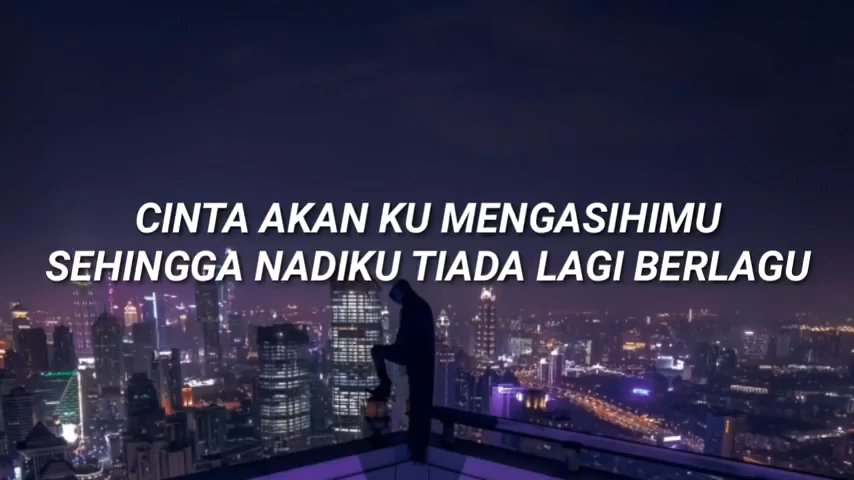 CINTA AKAN KU MENGASIHIMU
SEHINGGA NADIKU TIADA LAGI BERLAGU